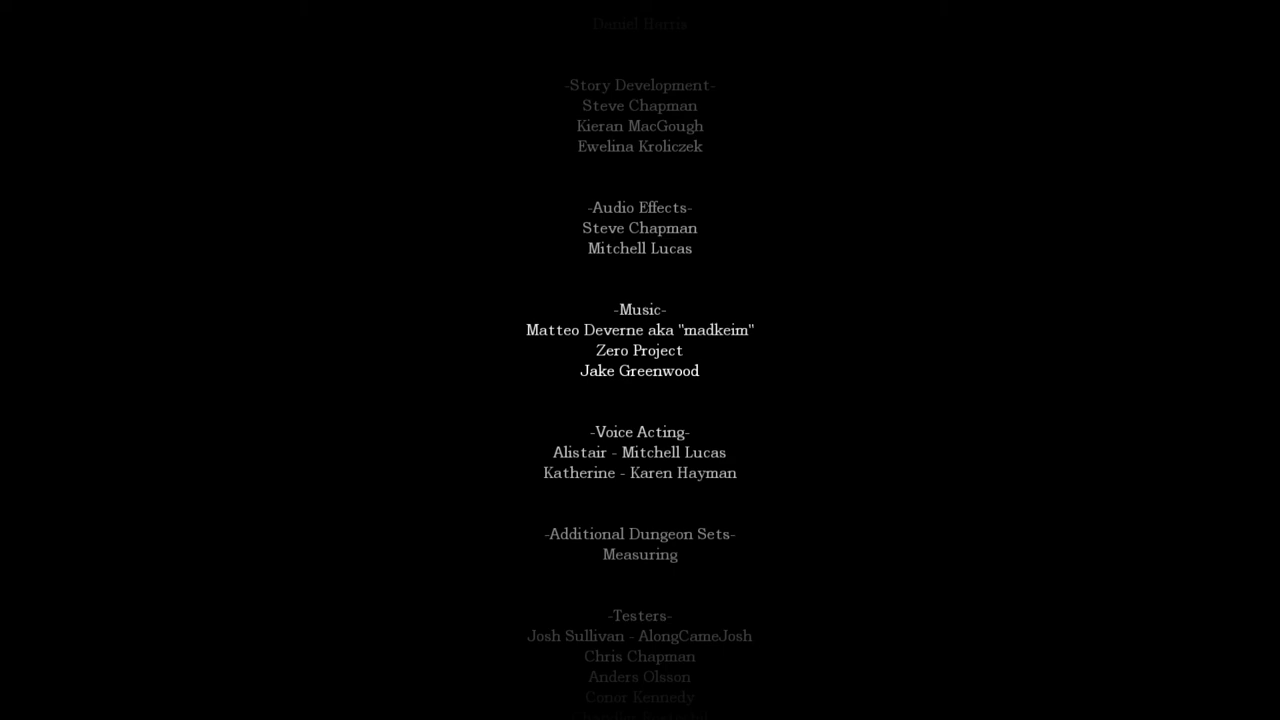 Daniel Harris
-Story Development-
Steve Chapman
Kieran MacGough
Ewelina Kroliczek
-Audio Effects-
Steve Chapman
Mitchell Lucas
-Music-
Matteo Deverne aka "madkeim"
Zero Project
Jake Greenwood
-Voice Acting-
Alistair - Mitchell Lucas
Katherine - Karen Hayman
-Additional Dungeon Sets-
Measuring
-Testers-
Josh Sullivan - AlongCameJosh
Chris Chapman
Anders Olsson
Conor Kennedy